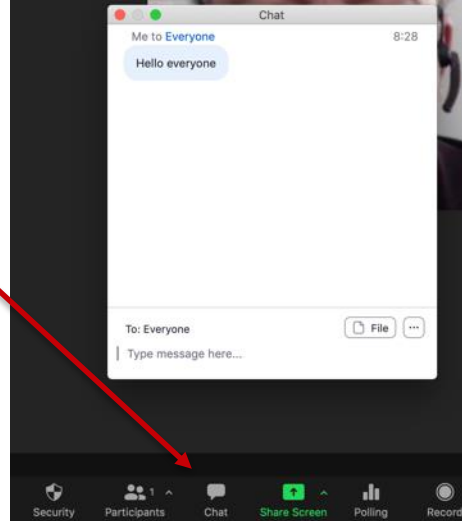 Chat
Me to Everyone 8:28
Hello everyone
To: Everyone File
Type message here...
1
Security Participants Chat Share Screen Polling Record